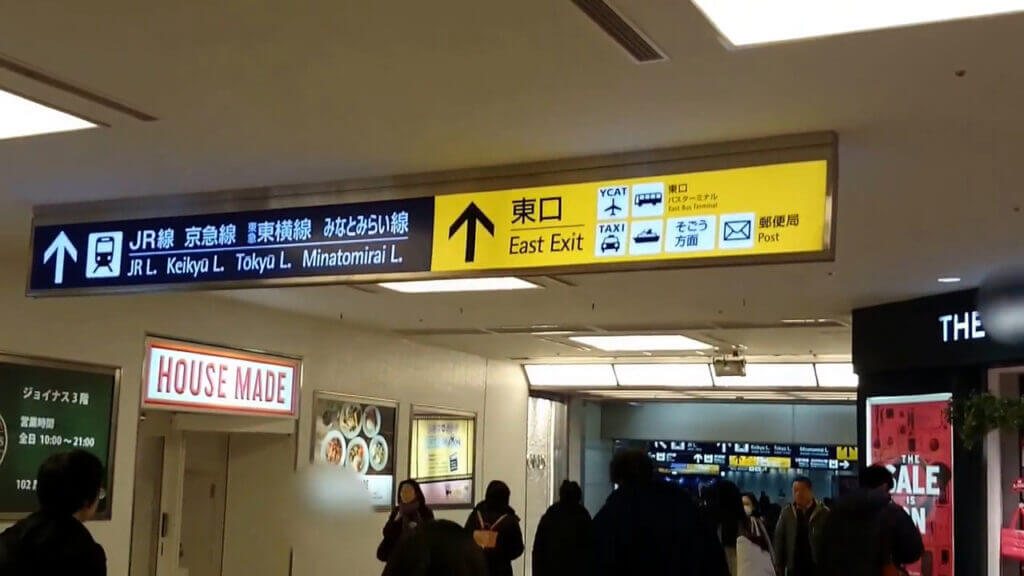 JR線 京急線 東急東横線 みなとみらい線
JR L. Keikyū L. Tōkyū L. Minatomirai L.
東口
East Exit
YCAT
東口
バスターミナル
East Bus Terminal
TAXI
そごう
方面
郵便局
Post
HOUSE MADE
ジョイナス3階
営業時間
全日 10:00～21:00
THE
THE
SALE
IS
ON